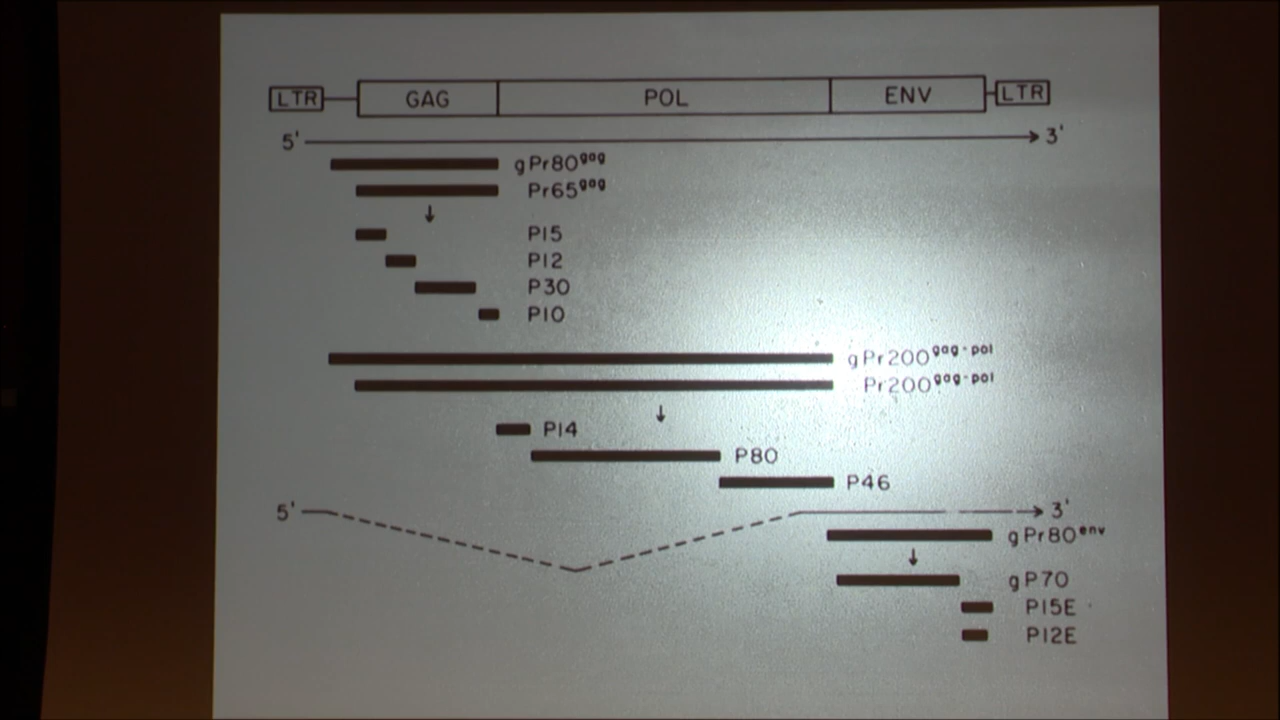 LTR GAG POL ENV LTR
5' 3'
gPr80gag
Pr65gag
P15
P12
P30
P10
gPr200gag-pol
Pr200gag-pol
P14
P80
P46
5' 3'
gPr80env
gP70
P15E
P12E